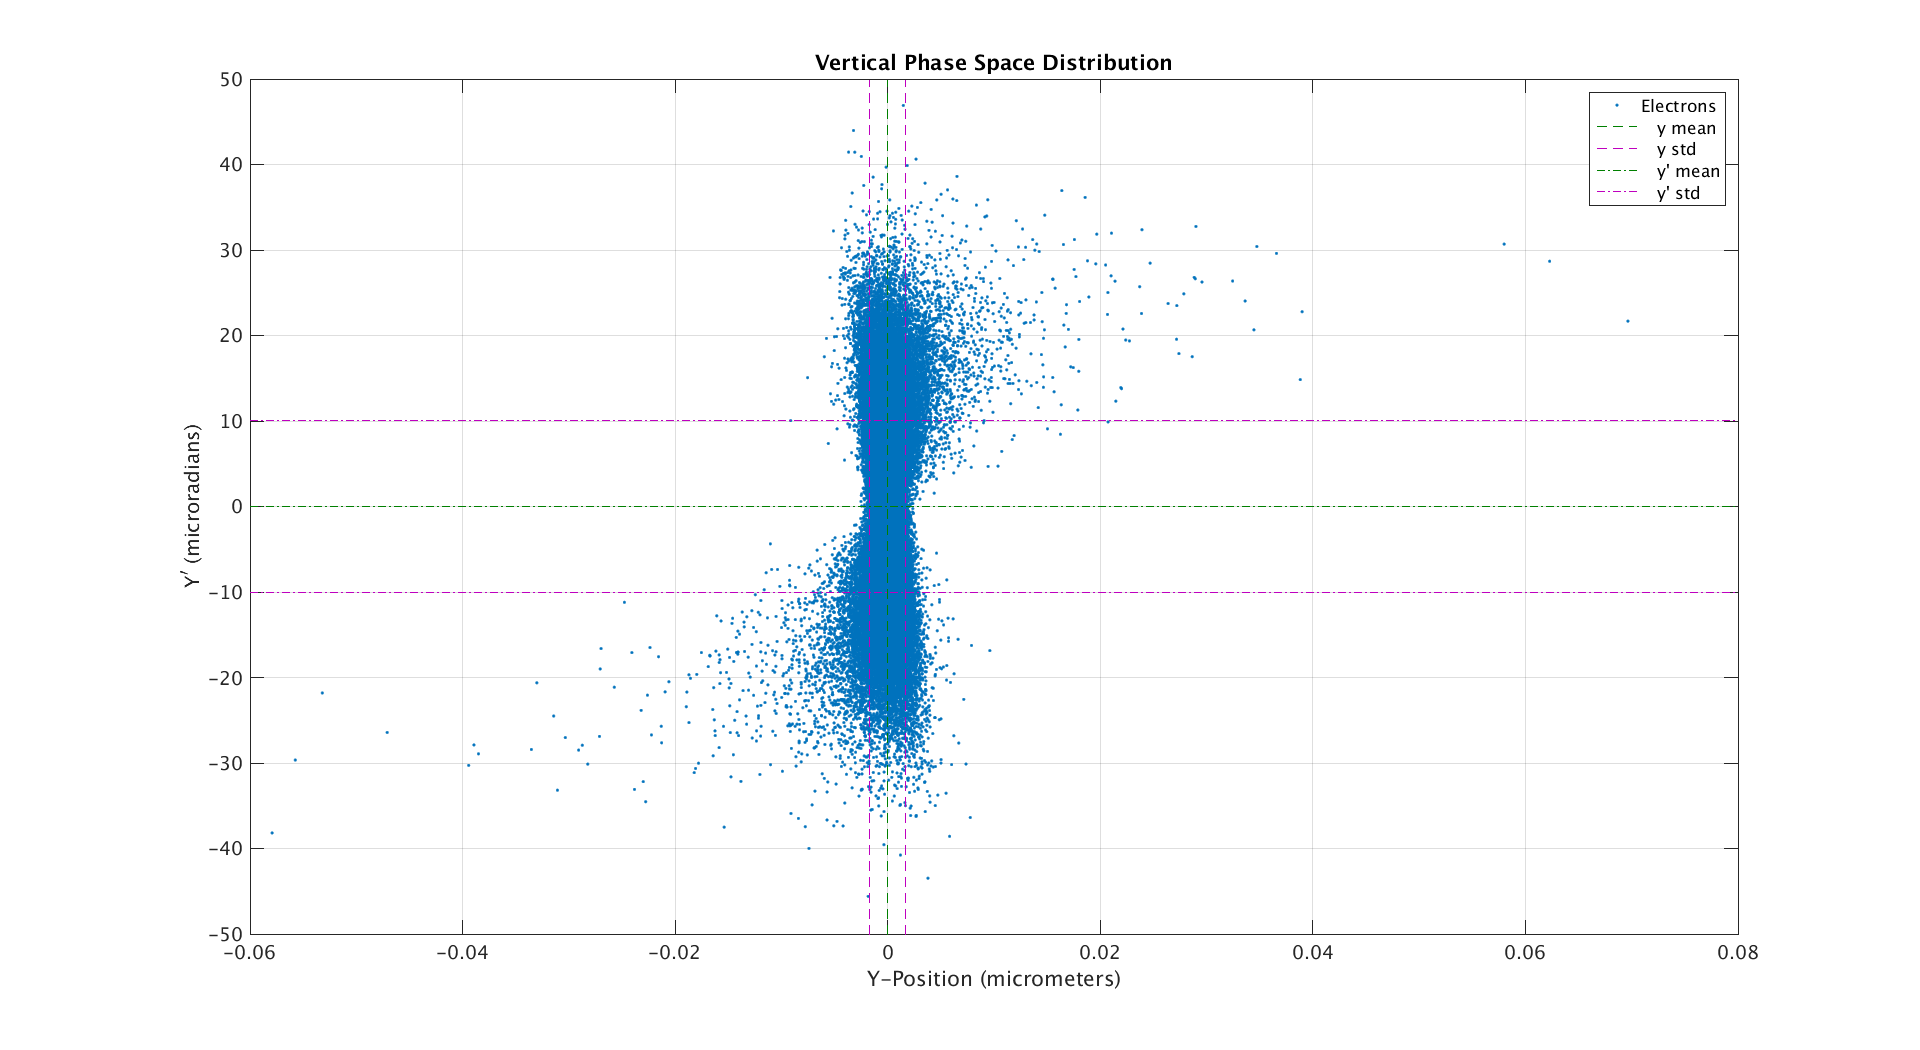 Vertical Phase Space Distribution
50
40
30
20
10
0
−10
−20
−30
−40
−50
Y′ (microradians)
Electrons
y mean
y std
y' mean
y' std
−0.06
−0.04
−0.02
0
0.02
0.04
0.06
0.08
Y−Position (micrometers)